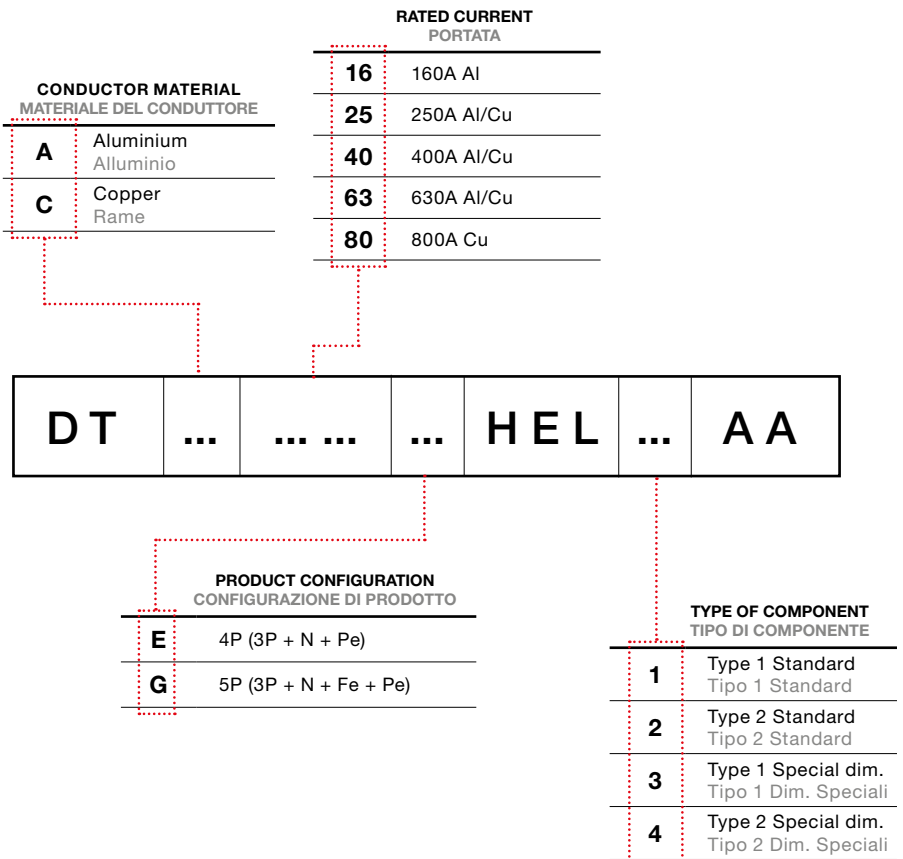 RATED CURRENT
PORTATA
16 160A Al
25 250A Al/Cu
40 400A Al/Cu
63 630A Al/Cu
80 800A Cu
CONDUCTOR MATERIAL
MATERIALE DEL CONDUTTORE
A Aluminium
Alluminio
C Copper
Rame
DT ... ... ... ... HEL ... AA
PRODUCT CONFIGURATION
CONFIGURAZIONE DI PRODOTTO
E 4P (3P + N + Pe)
G 5P (3P + N + Fe + Pe)
TYPE OF COMPONENT
TIPO DI COMPONENTE
1 Type 1 Standard
Tipo 1 Standard
2 Type 2 Standard
Tipo 2 Standard
3 Type 1 Special dim.
Tipo 1 Dim. Speciali
4 Type 2 Special dim.
Tipo 2 Dim. Speciali